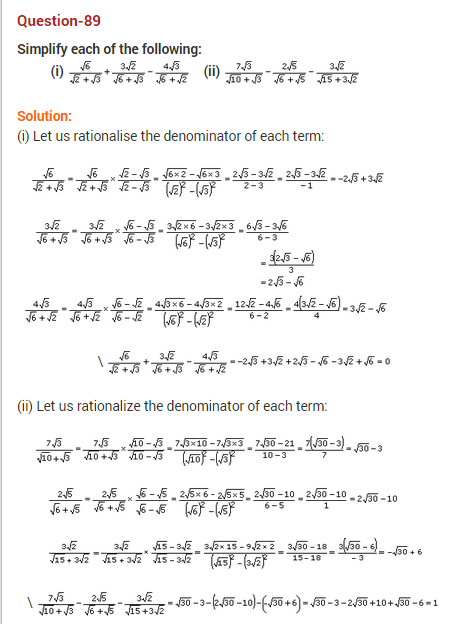 Question-89
Simplify each of the following:
(i) √6/(√2 + √3) + 3√2/(√6 + √3) - 4√3/(√6 + √2) (ii) 7√3/(√10 + √3) - 2√5/(√6 + √5) - 3√2/(√15 + 3√2)
Solution:
(i) Let us rationalise the denominator of each term:
√6/(√2 + √3) = √6/(√2 + √3) × (√2 - √3)/(√2 - √3) = (√6×2 - √6×3)/((√2)² - (√3)²) = (2√3 - 3√2)/(2 - 3) = (2√3 - 3√2)/(-1) = -2√3 + 3√2
3√2/(√6 + √3) = 3√2/(√6 + √3) × (√6 - √3)/(√6 - √3) = (3√2×6 - 3√2×3)/((√6)² - (√3)²) = (6√3 - 3√6)/(6 - 3)
= 3(2√3 - √6)/3
= 2√3 - √6
4√3/(√6 + √2) = 4√3/(√6 + √2) × (√6 - √2)/(√6 - √2) = (4√3×6 - 4√3×2)/((√6)² - (√2)²) = (12√2 - 4√6)/(6 - 2) = 4(3√2 - √6)/4 = 3√2 - √6
\ √6/(√2 + √3) + 3√2/(√6 + √3) - 4√3/(√6 + √2) = -2√3 + 3√2 + 2√3 - √6 - 3√2 + √6 = 0
(ii) Let us rationalize the denominator of each term:
7√3/(√10 + √3) = 7√3/(√10 + √3) × (√10 - √3)/(√10 - √3) = (7√3×10 - 7√3×3)/((√10)² - (√3)²) = (7√30 - 21)/(10 - 3) = 7(√30 - 3)/7 = √30 - 3
2√5/(√6 + √5) = 2√5/(√6 + √5) × (√6 - √5)/(√6 - √5) = (2√5×6 - 2√5×5)/((√6)² - (√5)²) = (2√30 - 10)/(6 - 5) = (2√30 - 10)/1 = 2√30 - 10
3√2/(√15 + 3√2) = 3√2/(√15 + 3√2) × (√15 - 3√2)/(√15 - 3√2) = (3√2×15 - 9√2×2)/((√15)² - (3√2)²) = (3√30 - 18)/(15 - 18) = 3(√30 - 6)/(-3) = -√30 + 6
\ 7√3/(√10 + √3) - 2√5/(√6 + √5) - 3√2/(√15 + 3√2) = √30 - 3 - (2√30 - 10) - (-√30 + 6) = √30 - 3 - 2√30 + 10 + √30 - 6 = 1